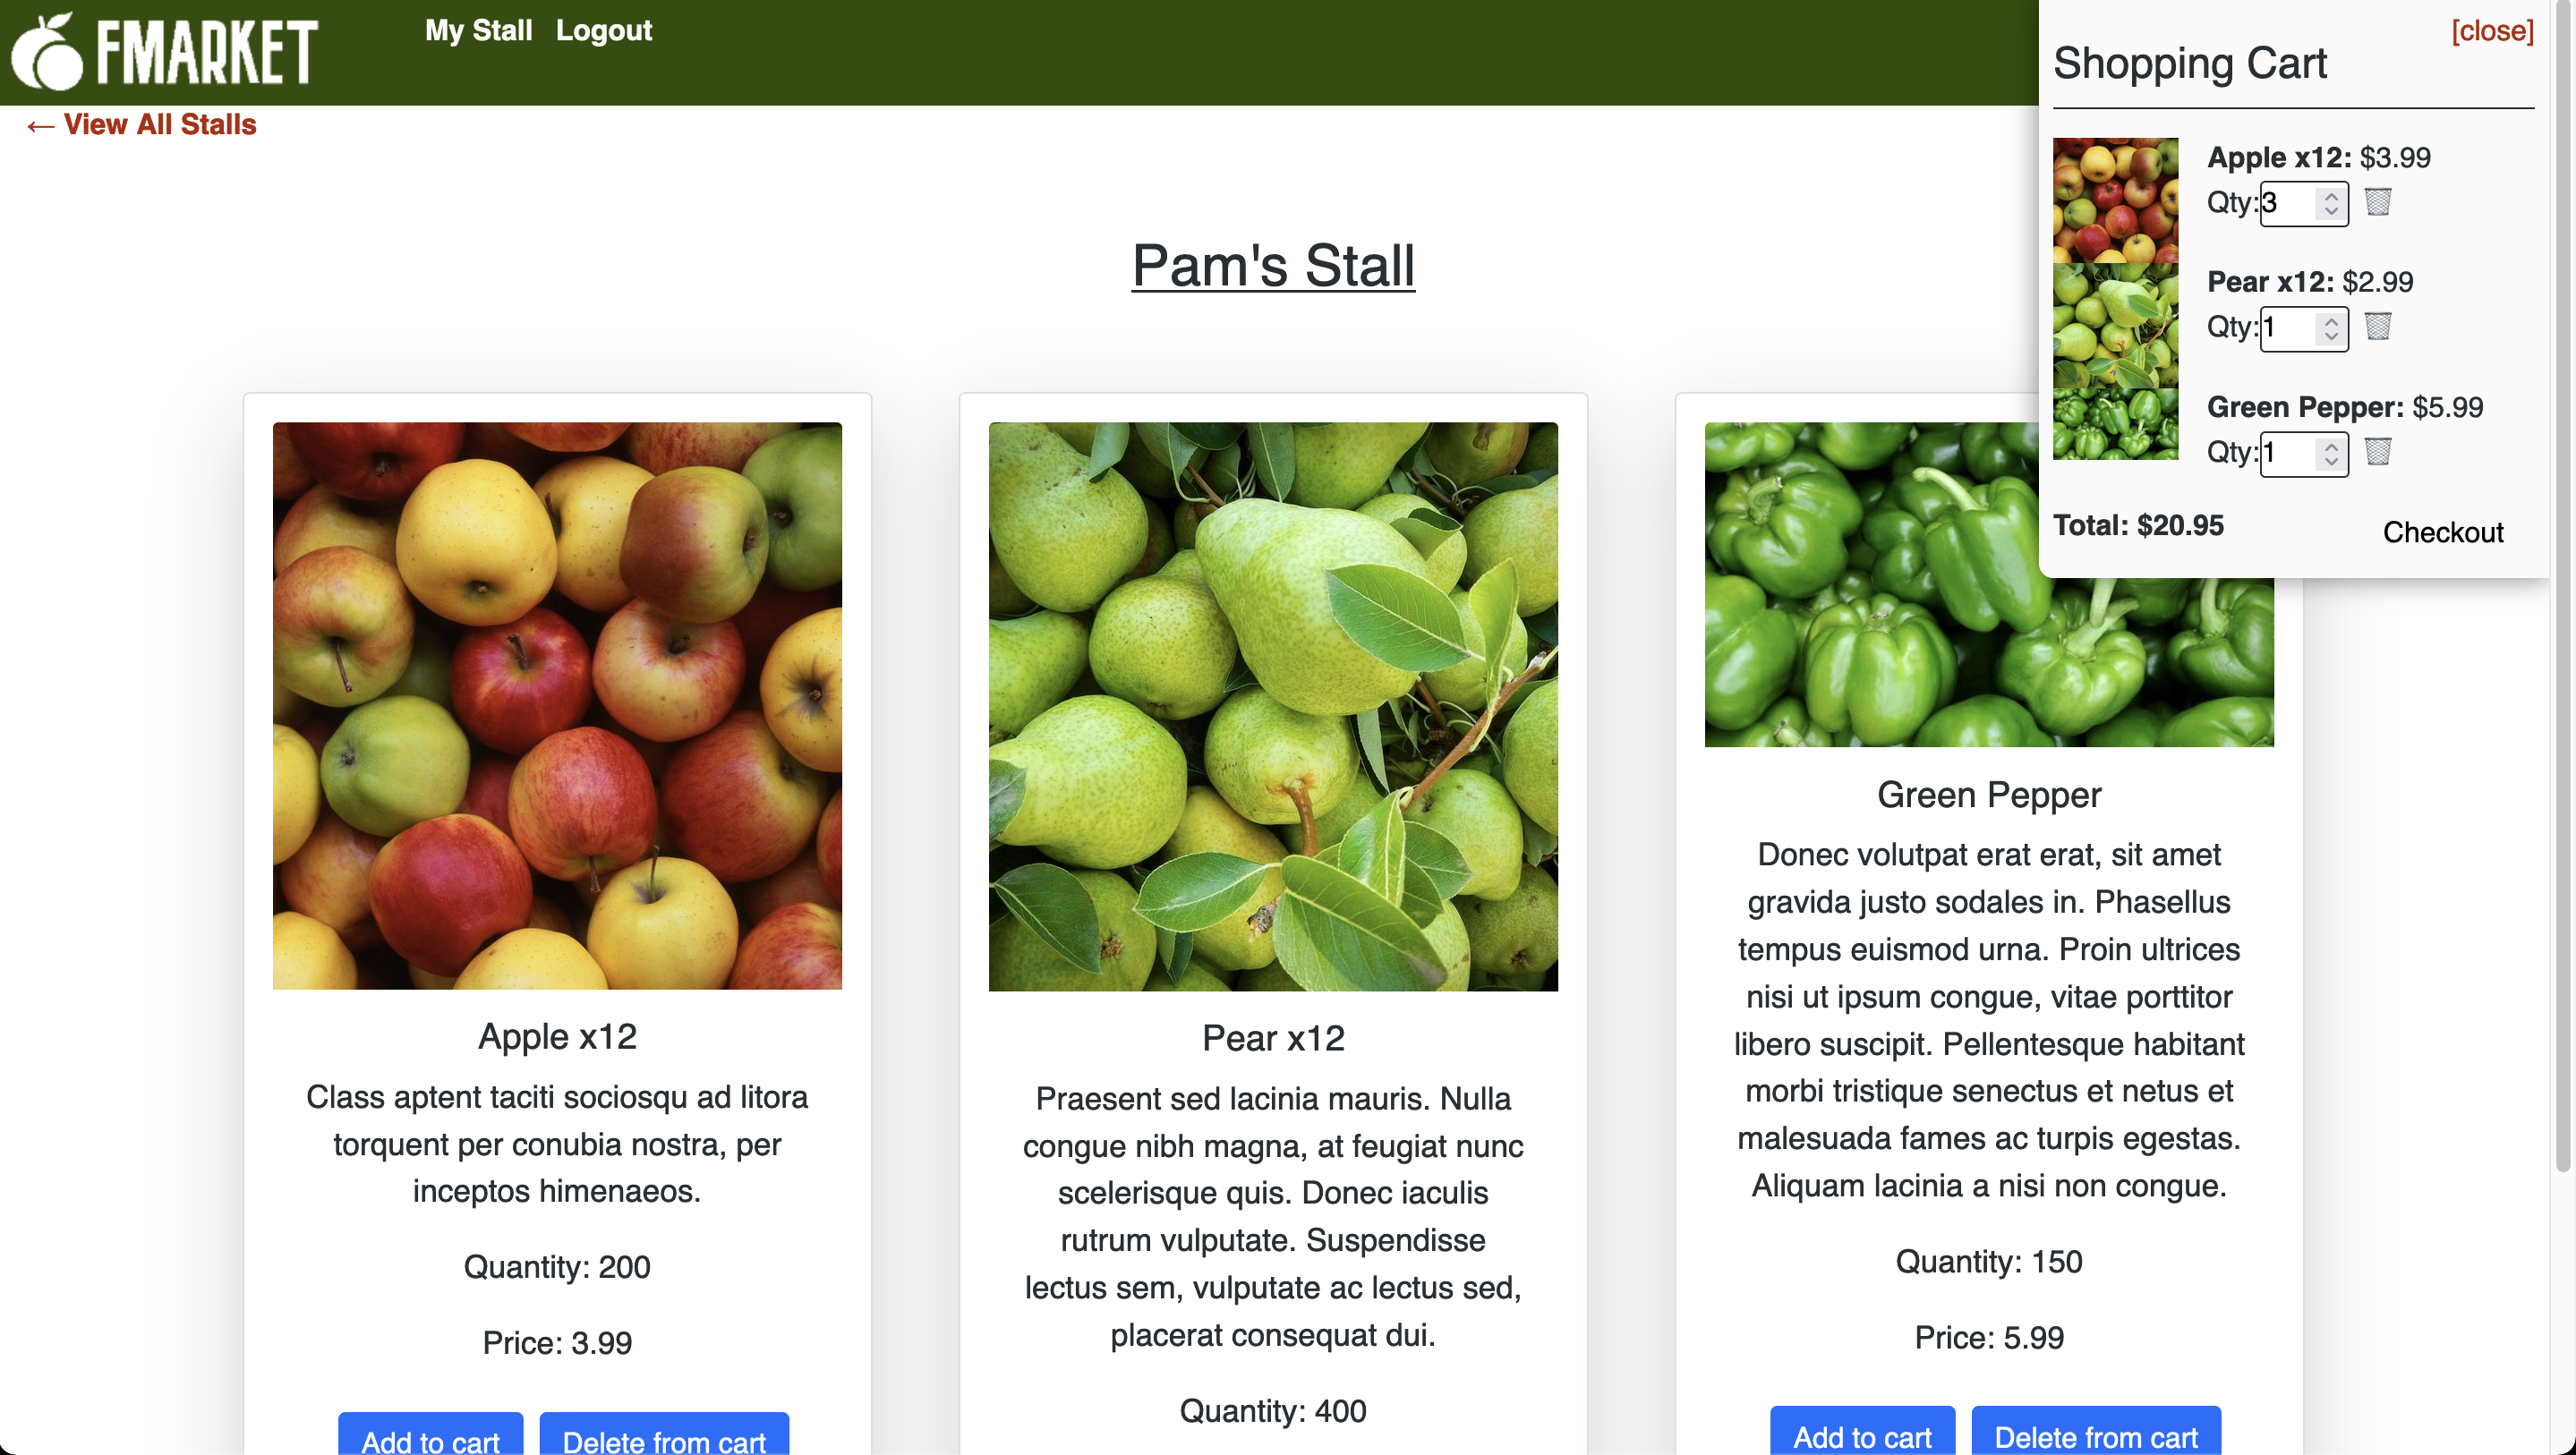 FMARKET
My Stall Logout
← View All Stalls
Pam's Stall
Apple x12
Class aptent taciti sociosqu ad litora
torquent per conubia nostra, per
inceptos himenaeos.
Quantity: 200
Price: 3.99
Add to cart Delete from cart
Pear x12
Praesent sed lacinia mauris. Nulla
congue nibh magna, at feugiat nunc
scelerisque quis. Donec iaculis
rutrum vulputate. Suspendisse
lectus sem, vulputate ac lectus sed,
placerat consequat dui.
Quantity: 400
Green Pepper
Donec volutpat erat erat, sit amet
gravida justo sodales in. Phasellus
tempus euismod urna. Proin ultrices
nisi ut ipsum congue, vitae porttitor
libero suscipit. Pellentesque habitant
morbi tristique senectus et netus et
malesuada fames ac turpis egestas.
Aliquam lacinia a nisi non congue.
Quantity: 150
Price: 5.99
Add to cart Delete from cart
[close]
Shopping Cart
Apple x12: $3.99
Qty:3
Pear x12: $2.99
Qty:1
Green Pepper: $5.99
Qty:1
Total: $20.95
Checkout